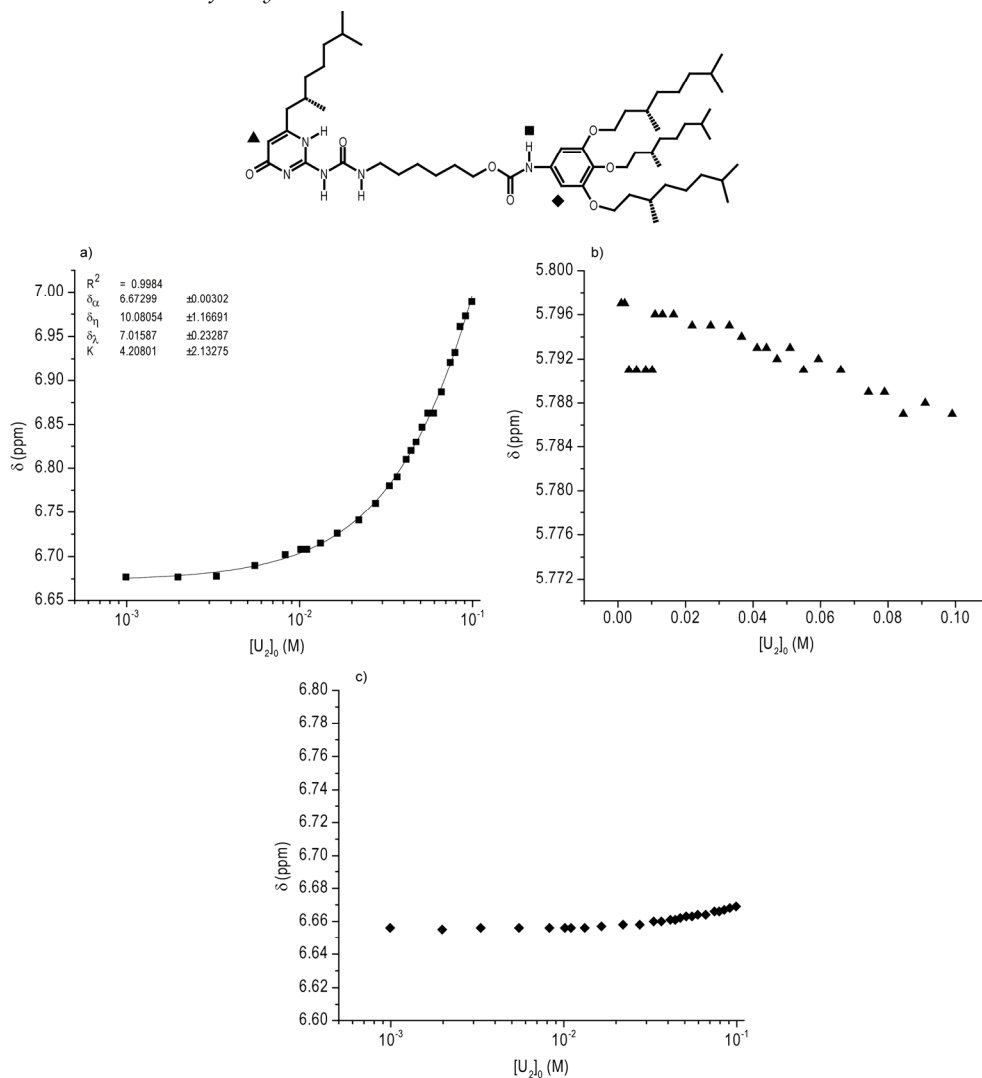 H
N
O
N
N
H
O
N
H
O
O
H
N
O
O
O
a)
R² = 0.9984
δα 6.67299 ±0.00302
δη 10.08054 ±1.16691
δλ 7.01587 ±0.23287
K 4.20801 ±2.13275
7.00
6.95
6.90
6.85
6.80
6.75
6.70
6.65
δ (ppm)
10⁻³
10⁻²
10⁻¹
[U₂]₀ (M)
b)
5.800
5.796
5.792
5.788
5.784
5.780
5.776
5.772
δ (ppm)
0.00 0.02 0.04 0.06 0.08 0.10
[U₂]₀ (M)
c)
6.80
6.78
6.76
6.74
6.72
6.70
6.68
6.66
6.64
6.62
6.60
δ (ppm)
10⁻³
10⁻²
10⁻¹
[U₂]₀ (M)